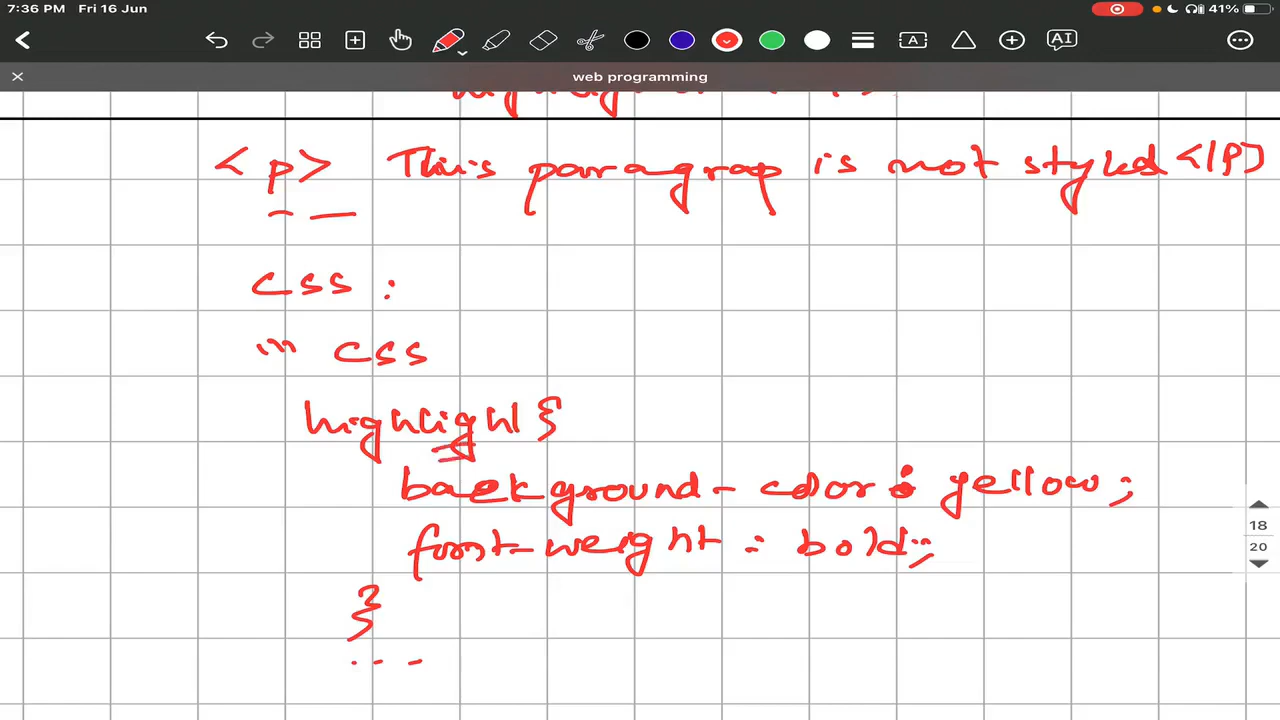 7:36 PM Fri 16 Jun
41%
A
AI
web programming
<p> This paragrap is not styled </p>
css :
''' css
highlight {
background - color : yellow ;
font-weight : bold ;
}
- - -
18
20